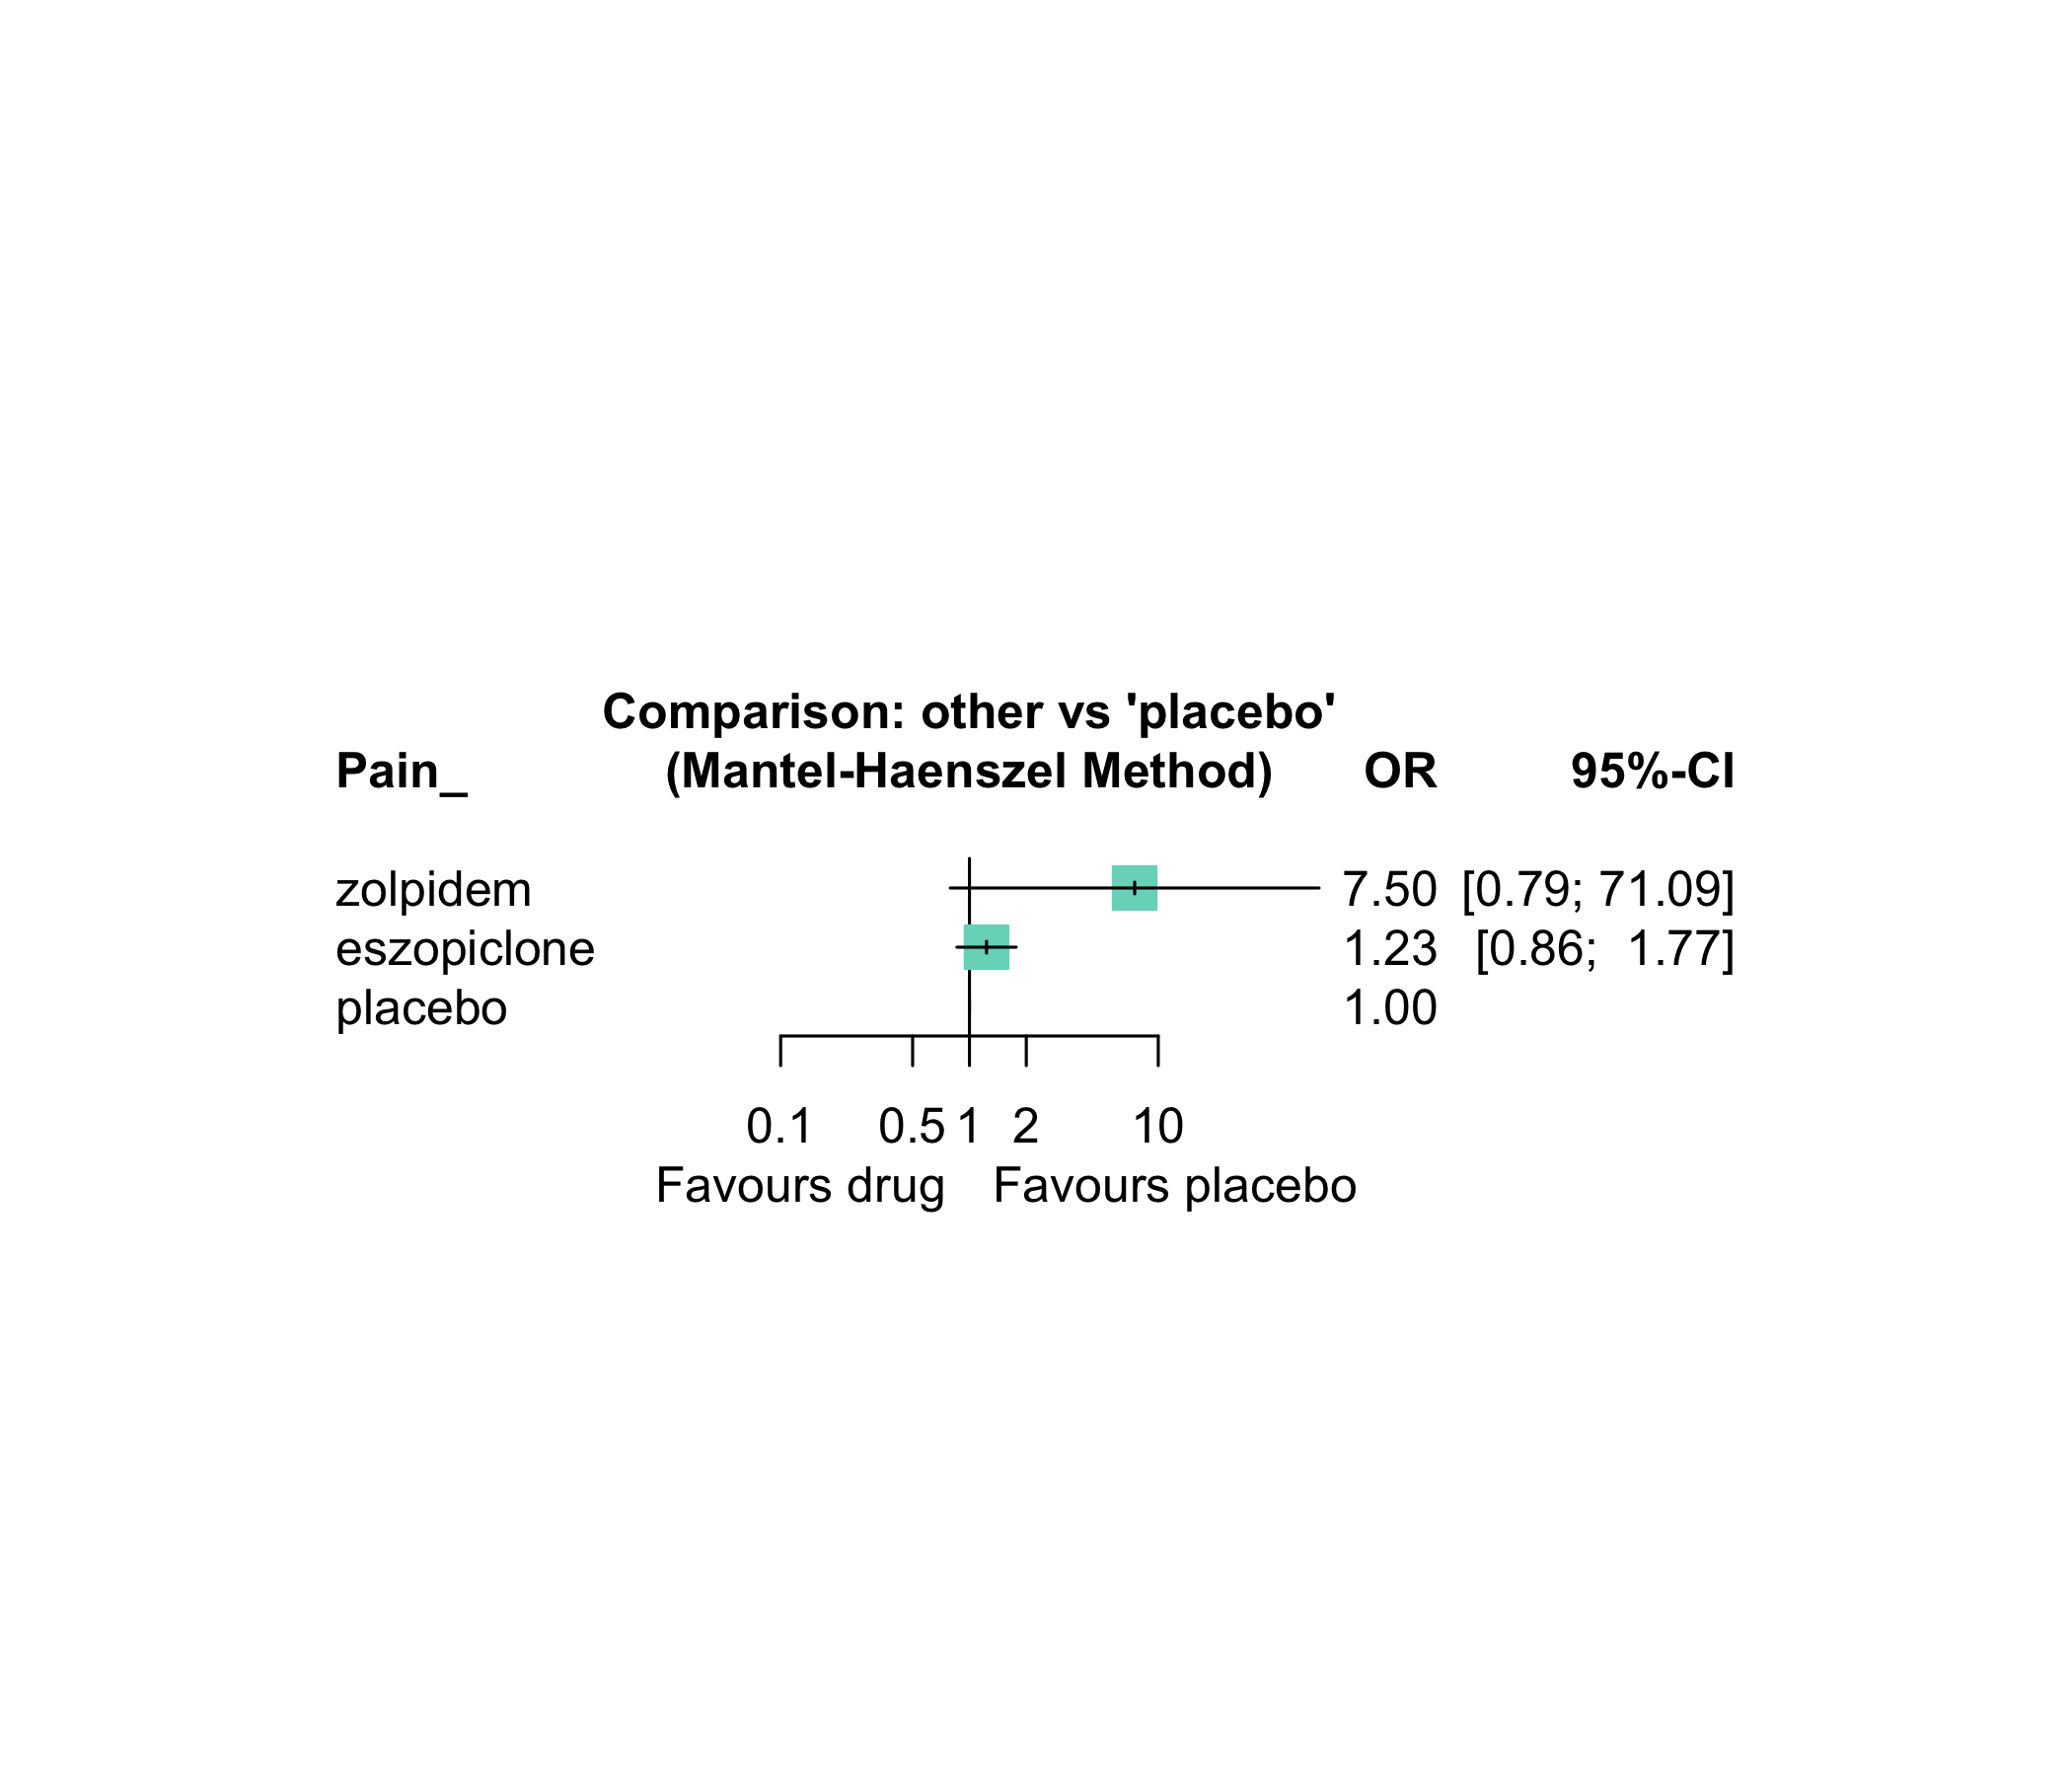 Comparison: other vs 'placebo'
Pain_ (Mantel-Haenszel Method) OR 95%-CI
zolpidem 7.50 [0.79; 71.09]
eszopiclone 1.23 [0.86; 1.77]
placebo 1.00
0.1 0.5 1 2 10
Favours drug Favours placebo